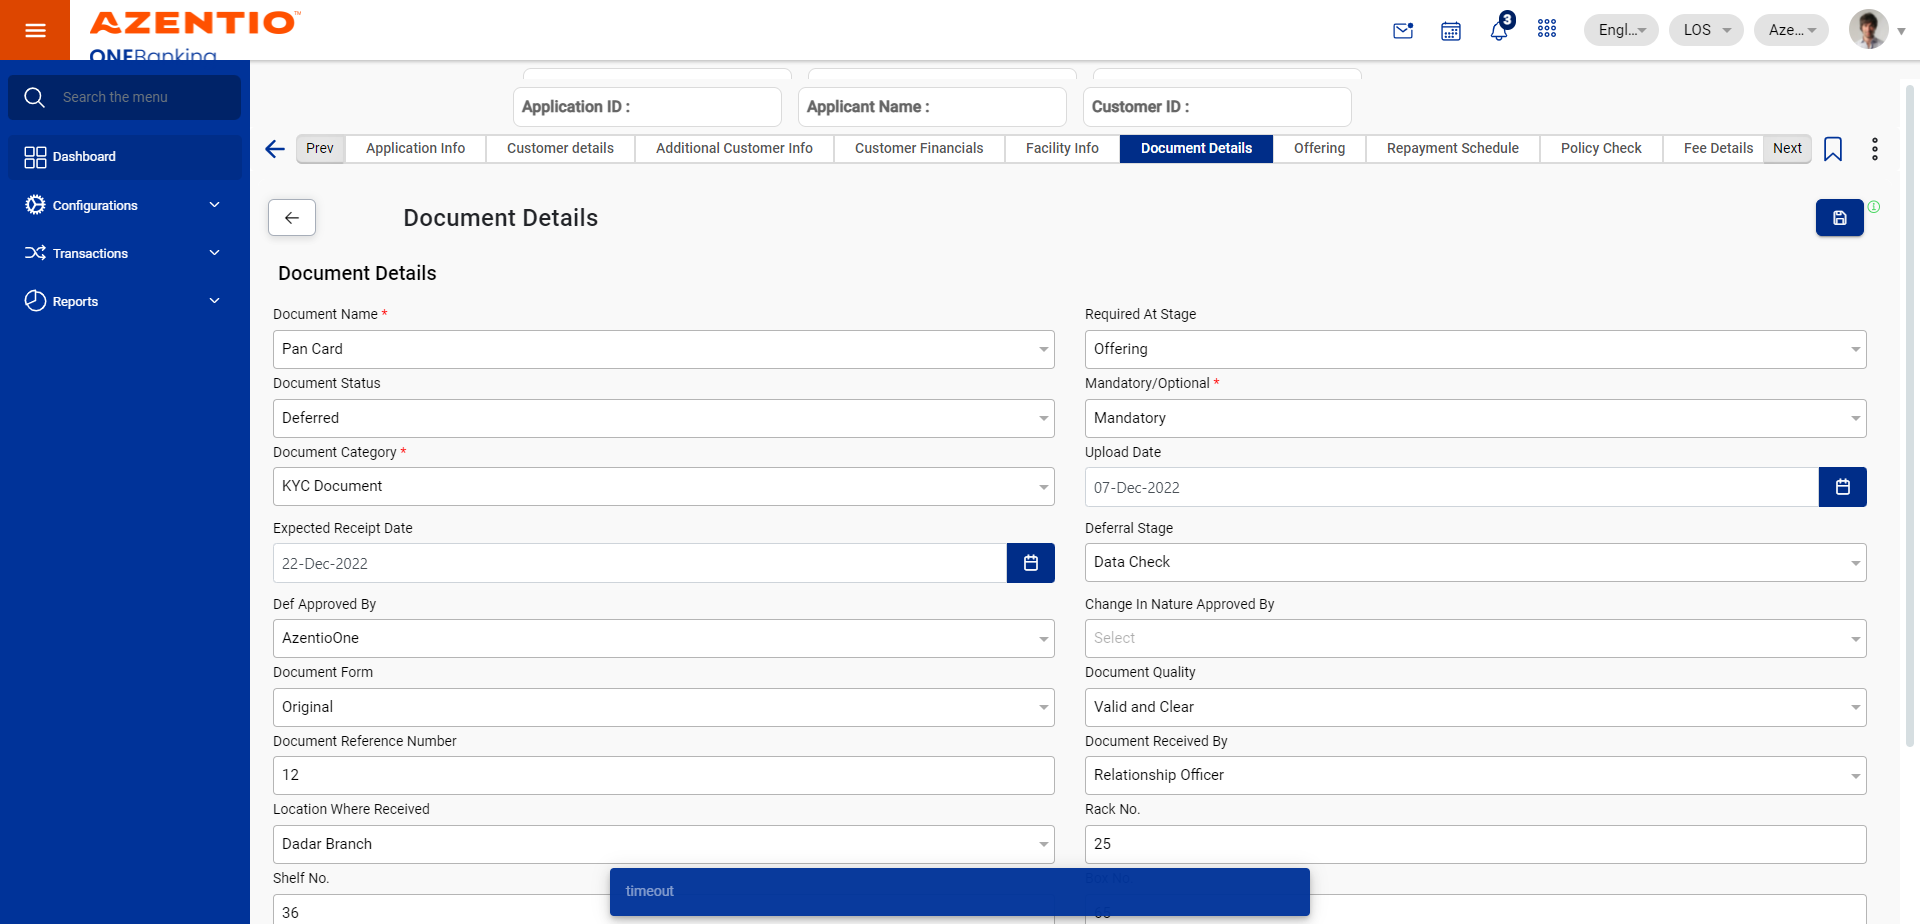 AZENTIO™
ONEBanking
3
Engl...
LOS
Aze...
Search the menu
Dashboard
Configurations
Transactions
Reports
Application ID :
Applicant Name :
Customer ID :
Prev
Application Info
Customer details
Additional Customer Info
Customer Financials
Facility Info
Document Details
Offering
Repayment Schedule
Policy Check
Fee Details
Next
Document Details
Document Details
Document Name *
Required At Stage
Pan Card
Offering
Document Status
Mandatory/Optional *
Deferred
Mandatory
Document Category *
Upload Date
KYC Document
07-Dec-2022
Expected Receipt Date
Deferral Stage
22-Dec-2022
Data Check
Def Approved By
Change In Nature Approved By
AzentioOne
Select
Document Form
Document Quality
Original
Valid and Clear
Document Reference Number
Document Received By
12
Relationship Officer
Location Where Received
Rack No.
Dadar Branch
25
Shelf No.
Box No.
36
timeout